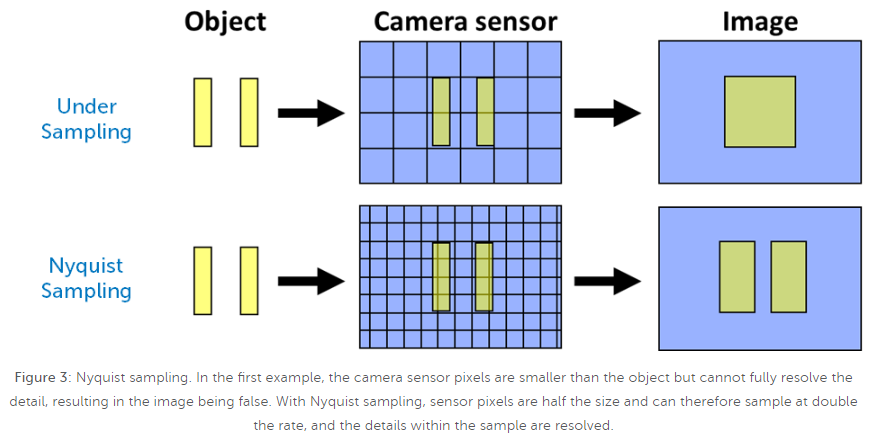 Object Camera sensor Image
Under
Sampling
Nyquist
Sampling
Figure 3: Nyquist sampling. In the first example, the camera sensor pixels are smaller than the object but cannot fully resolve the
detail, resulting in the image being false. With Nyquist sampling, sensor pixels are half the size and can therefore sample at double
the rate, and the details within the sample are resolved.